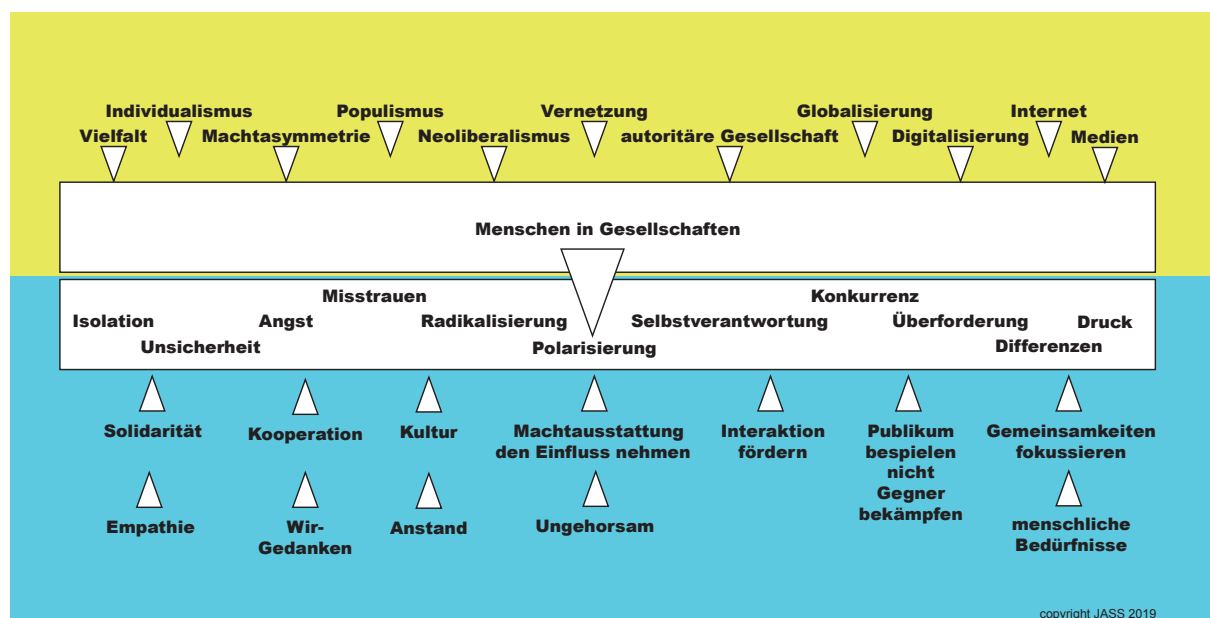 Individualismus Populismus Vernetzung Globalisierung Internet
Vielfalt Machtasymmetrie Neoliberalismus autoritäre Gesellschaft Digitalisierung Medien
Menschen in Gesellschaften
Misstrauen Konkurrenz
Isolation Angst Radikalisierung Selbstverantwortung Überforderung Druck
Unsicherheit Polarisierung Differenzen
Solidarität
Kooperation
Kultur
Machtausstattung
den Einfluss nehmen
Interaktion
fördern
Publikum
bespielen
nicht
Gegner
bekämpfen
Gemeinsamkeiten
fokussieren
Empathie
Wir-
Gedanken
Anstand
Ungehorsam
menschliche
Bedürfnisse
copyright JASS 2019